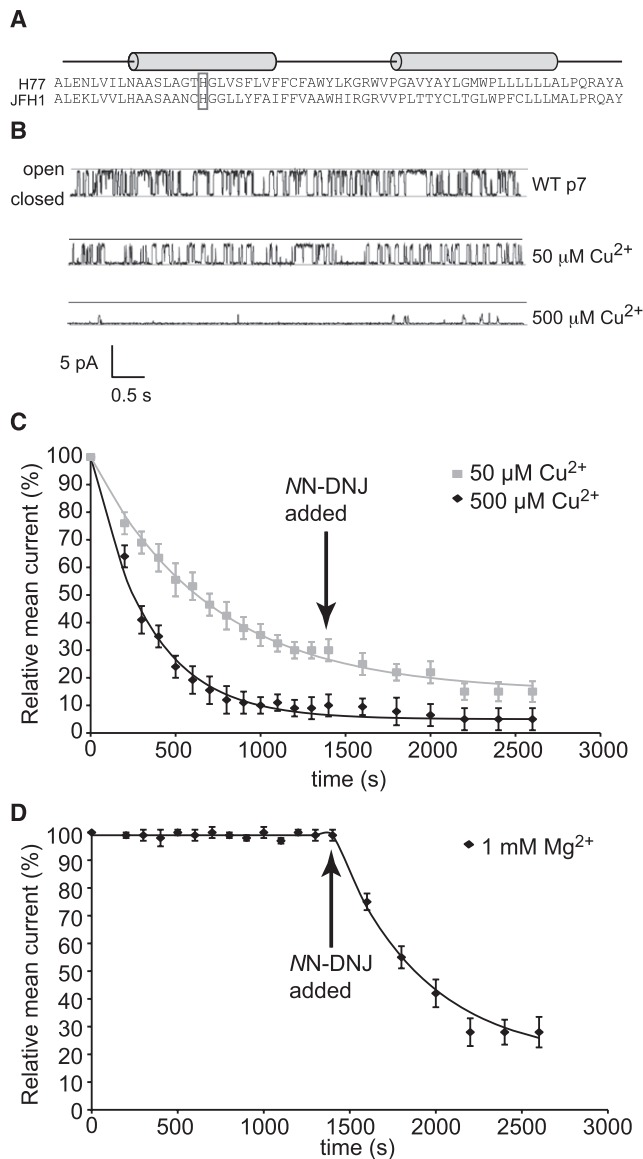 A
H77 ALENLVILNAASLAGTHGLVSFLVFFCFAWYLKGRWVPGAVYAYLGMWPLLLLLLALPQRAYA
JFH1 ALEKLVVLHAASAANCHGGLLYFAIFFVAAWHIRGRVVPLTTYCLTGLWPFCLLLMALPRQAY
B
open
closed
WT p7
50 µM Cu²⁺
500 µM Cu²⁺
5 pA
0.5 s
C
Relative mean current (%)
100
90
80
70
60
50
40
30
20
10
0
NN-DNJ
added
50 µM Cu²⁺
500 µM Cu²⁺
0 500 1000 1500 2000 2500 3000
time (s)
D
Relative mean current (%)
100
90
80
70
60
50
40
30
20
10
0
1 mM Mg²⁺
NN-DNJ
added
0 500 1000 1500 2000 2500 3000
time (s)